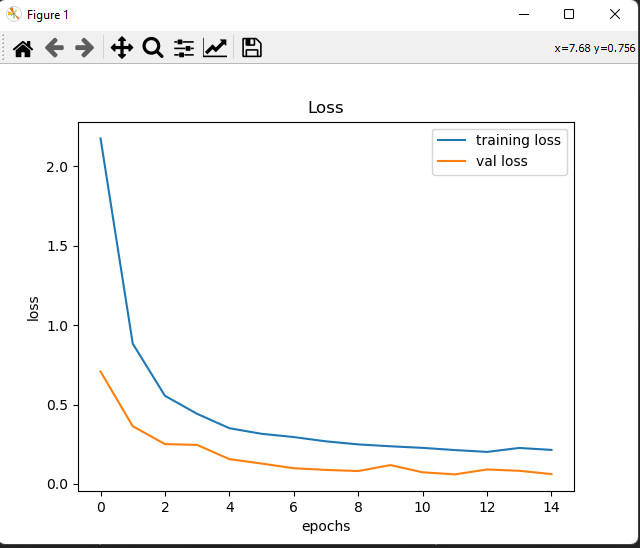 Figure 1
x=7.68 y=0.756
Loss
training loss
val loss
2.0
1.5
1.0
0.5
0.0
loss
0 2 4 6 8 10 12 14
epochs